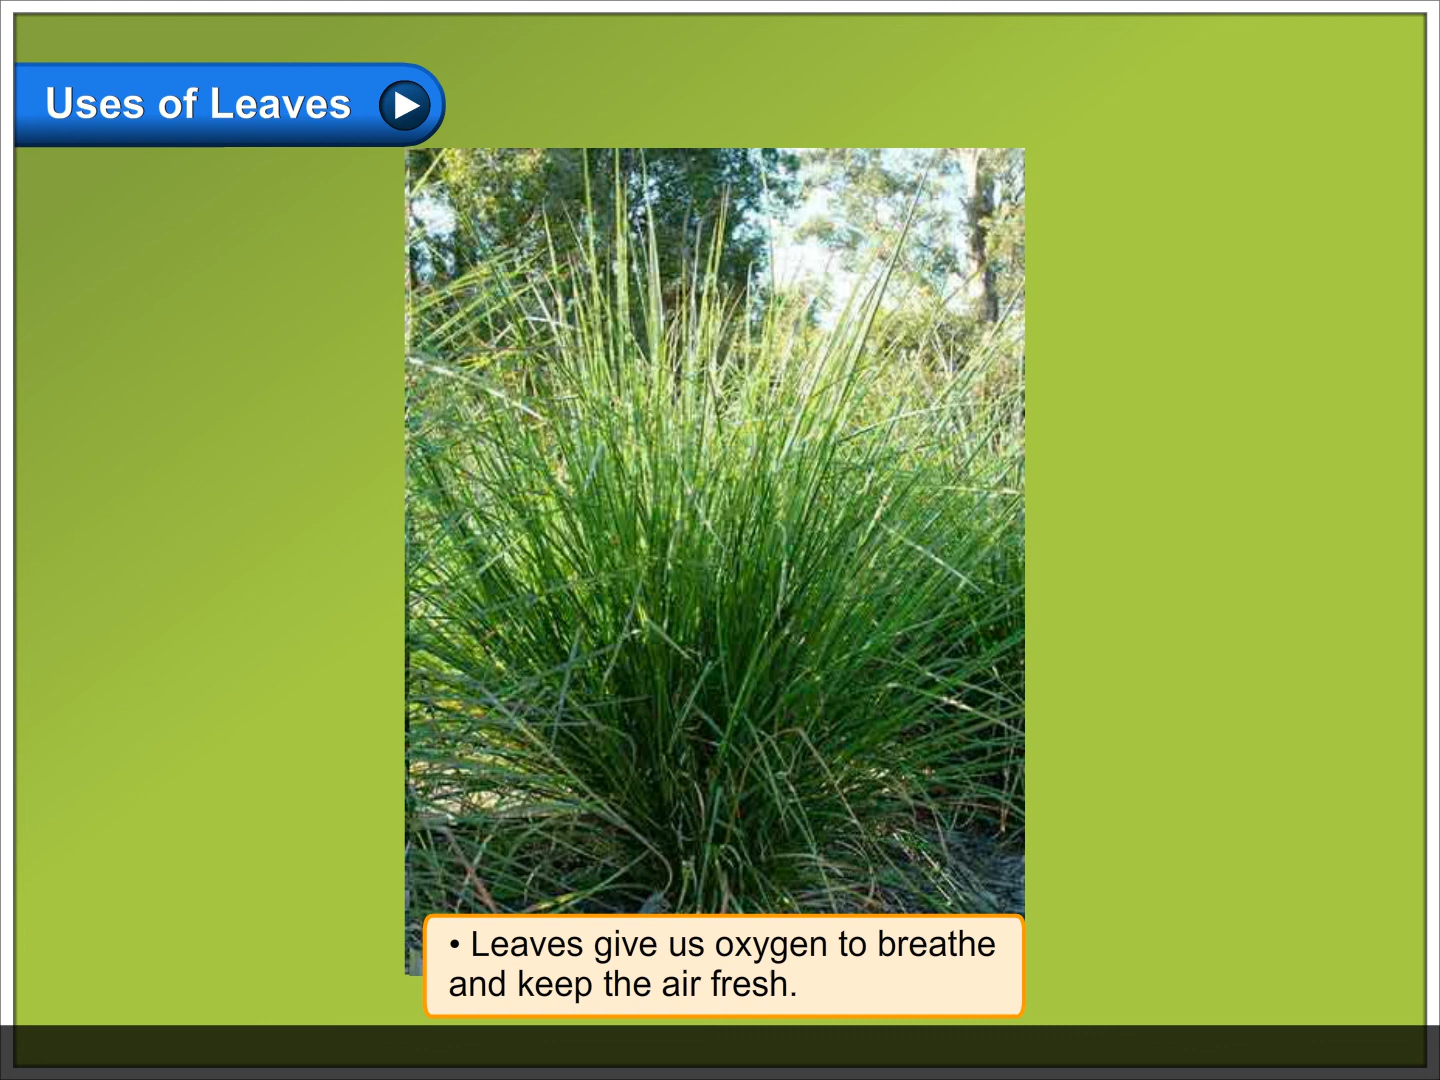 Uses of Leaves
• Leaves give us oxygen to breathe
and keep the air fresh.